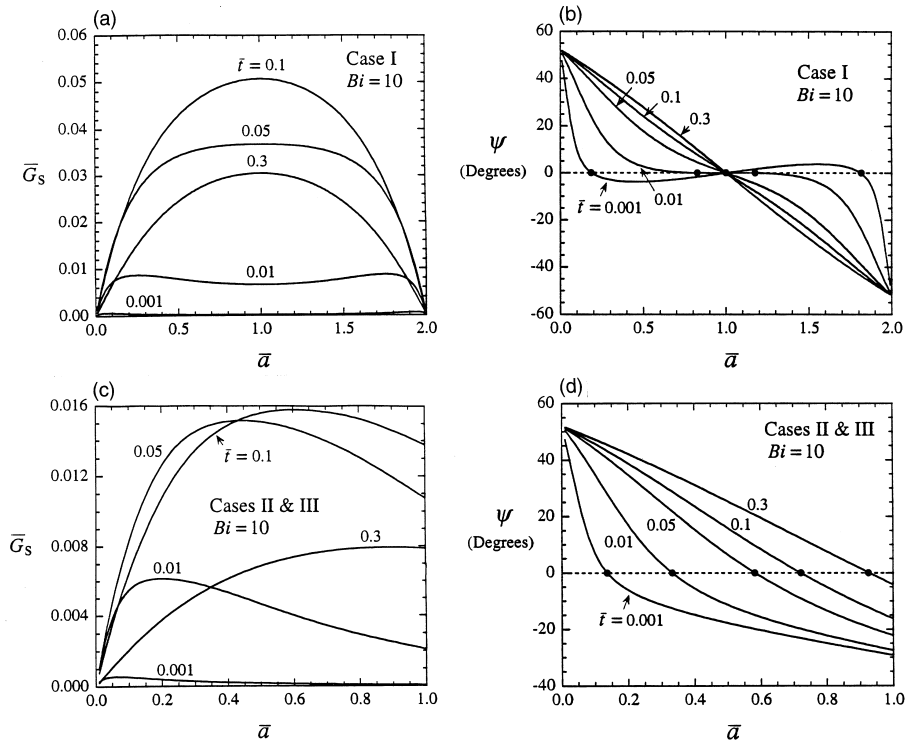 (a)
0.06
0.05
0.04
0.03
0.02
0.01
0.00
G̅s
t̄ = 0.1
Case I
Bi = 10
0.05
0.3
0.01
0.001
0.0 0.5 1.0 1.5 2.0
a̅
(b)
60
40
20
0
-20
-40
-60
ψ
(Degrees)
0.05
0.1
0.3
Case I
Bi = 10
0.01
t̄ = 0.001
0.0 0.5 1.0 1.5 2.0
a̅
(c)
0.016
0.012
0.008
0.004
0.000
G̅s
0.05
t̄ = 0.1
Cases II & III
Bi = 10
0.3
0.01
0.001
0.0 0.2 0.4 0.6 0.8 1.0
a̅
(d)
60
40
20
0
-20
-40
ψ
(Degrees)
Cases II & III
Bi = 10
0.3
0.1
0.05
0.01
t̄ = 0.001
0.0 0.2 0.4 0.6 0.8 1.0
a̅